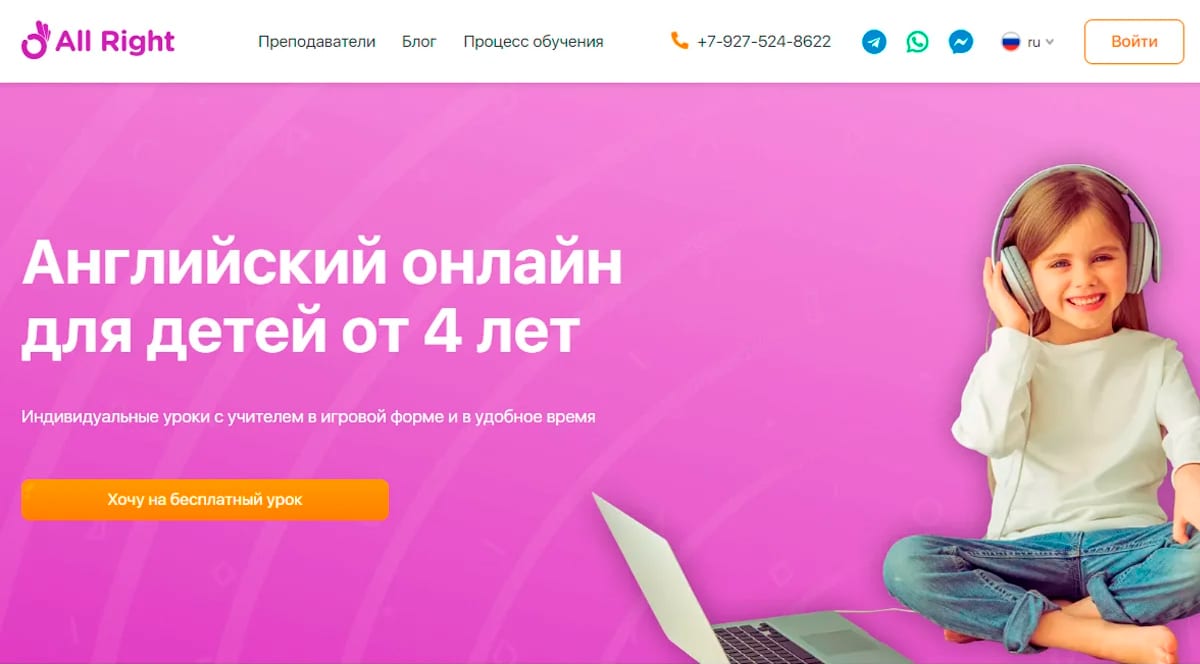 All Right
Преподаватели Блог Процесс обучения +7-927-524-8622 ru Войти
Английский онлайн
для детей от 4 лет
Индивидуальные уроки с учителем в игровой форме и в удобное время
Хочу на бесплатный урок